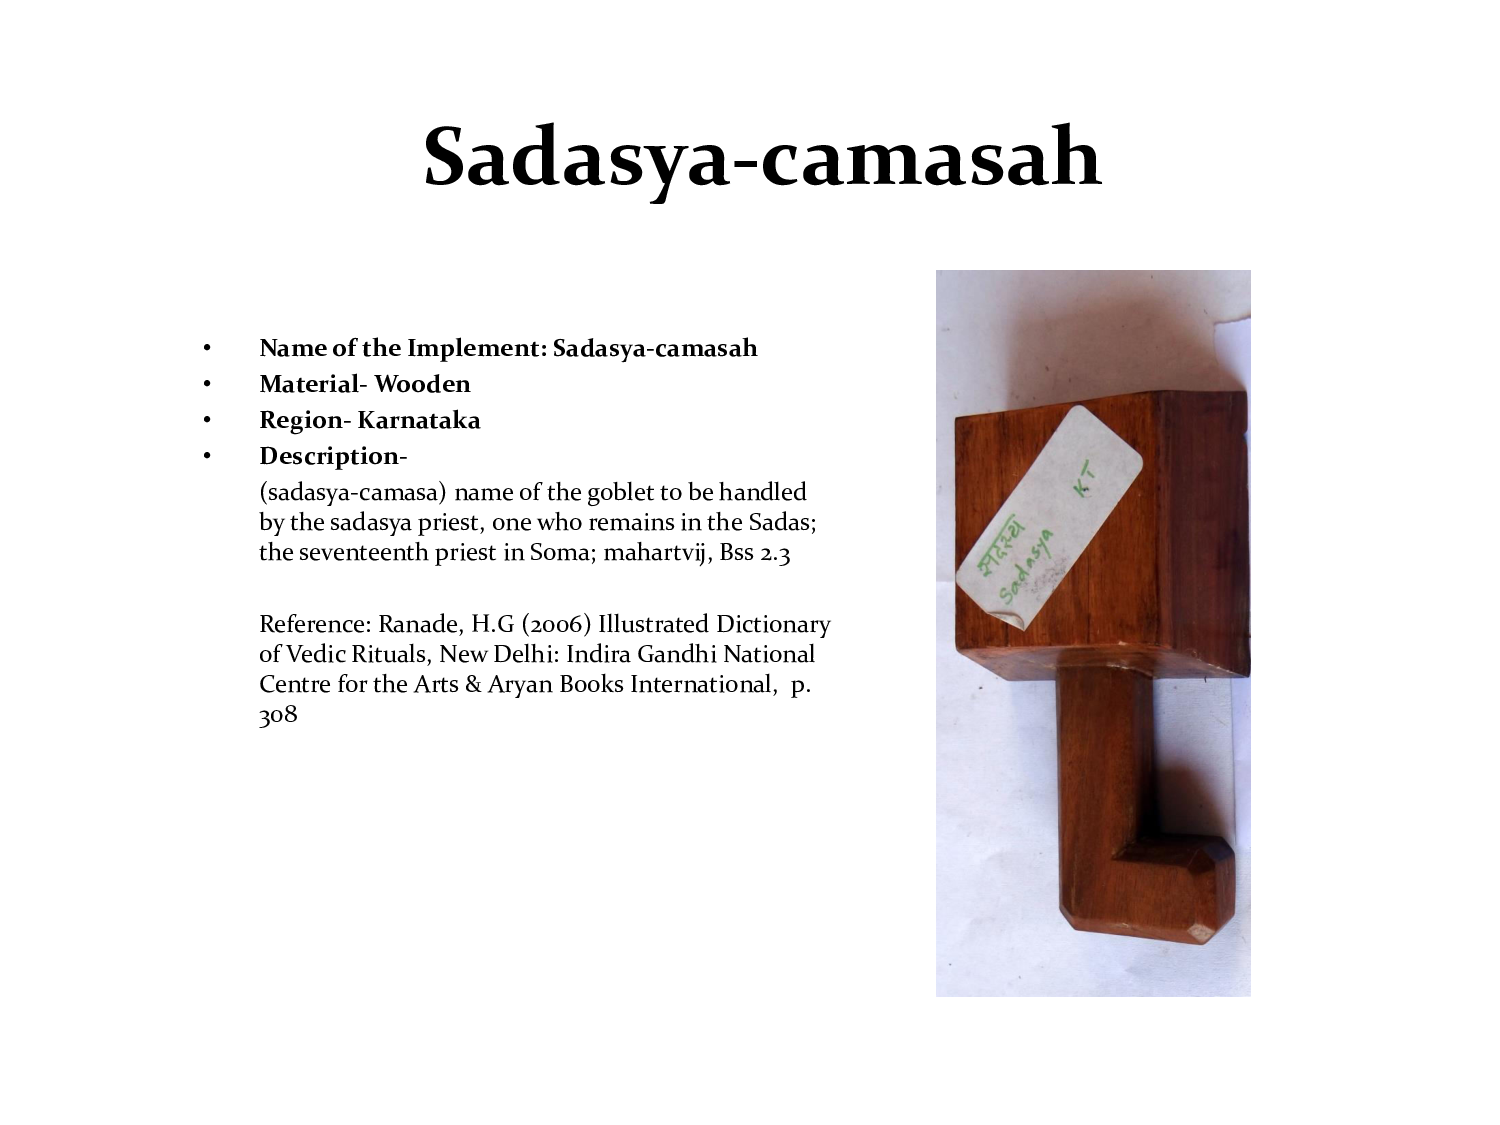 Sadasya-camasah
• Name of the Implement: Sadasya-camasah
• Material- Wooden
• Region- Karnataka
• Description-
(sadasya-camasa) name of the goblet to be handled
by the sadasya priest, one who remains in the Sadas;
the seventeenth priest in Soma; mahartvij, Bss 2.3
Reference: Ranade, H.G (2006) Illustrated Dictionary
of Vedic Rituals, New Delhi: Indira Gandhi National
Centre for the Arts & Aryan Books International, p.
308
सदस्य
Sadasya
KT